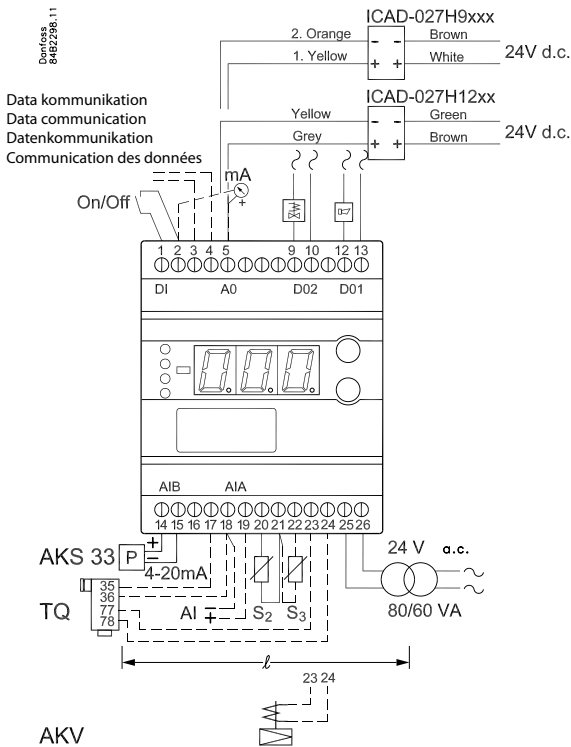 Danfoss
84B2298.11
ICAD-027H9xxx
2. Orange - - Brown
1. Yellow + + White
24V d.c.
ICAD-027H12xx
Yellow - - Green
Grey + + Brown
24V d.c.
Data kommunikation
Data communication
Datenkommunikation
Communication des données
mA
+
On/Off
1 2 3 4 5 9 10 12 13
DI A0 D02 D01
AIB AIA
14 15 16 17 18 19 20 21 22 23 24 25 26
AKS 33 P + −
4-20mA
24 V a.c.
80/60 VA
TQ
35
36
77
78
AI − +
S2 S3
ℓ
23 24
AKV